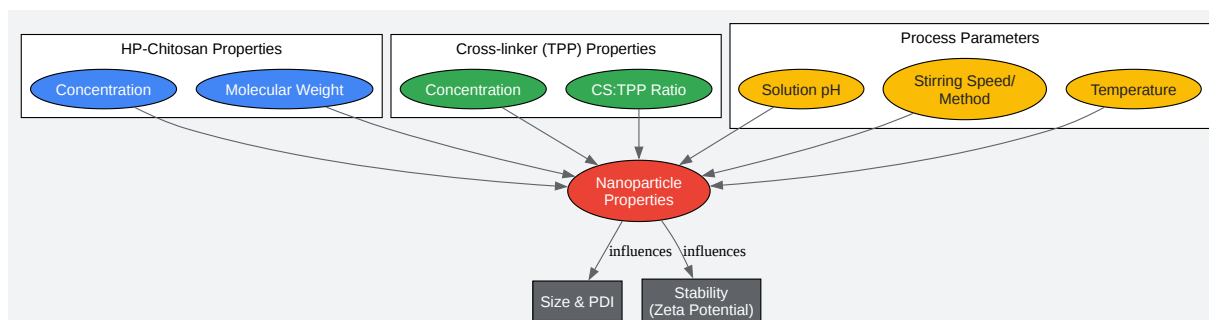 HP-Chitosan Properties
Concentration
Molecular Weight
Cross-linker (TPP) Properties
Concentration
CS:TPP Ratio
Process Parameters
Solution pH
Stirring Speed/
Method
Temperature
Nanoparticle
Properties
influences
influences
Size & PDI
Stability
(Zeta Potential)